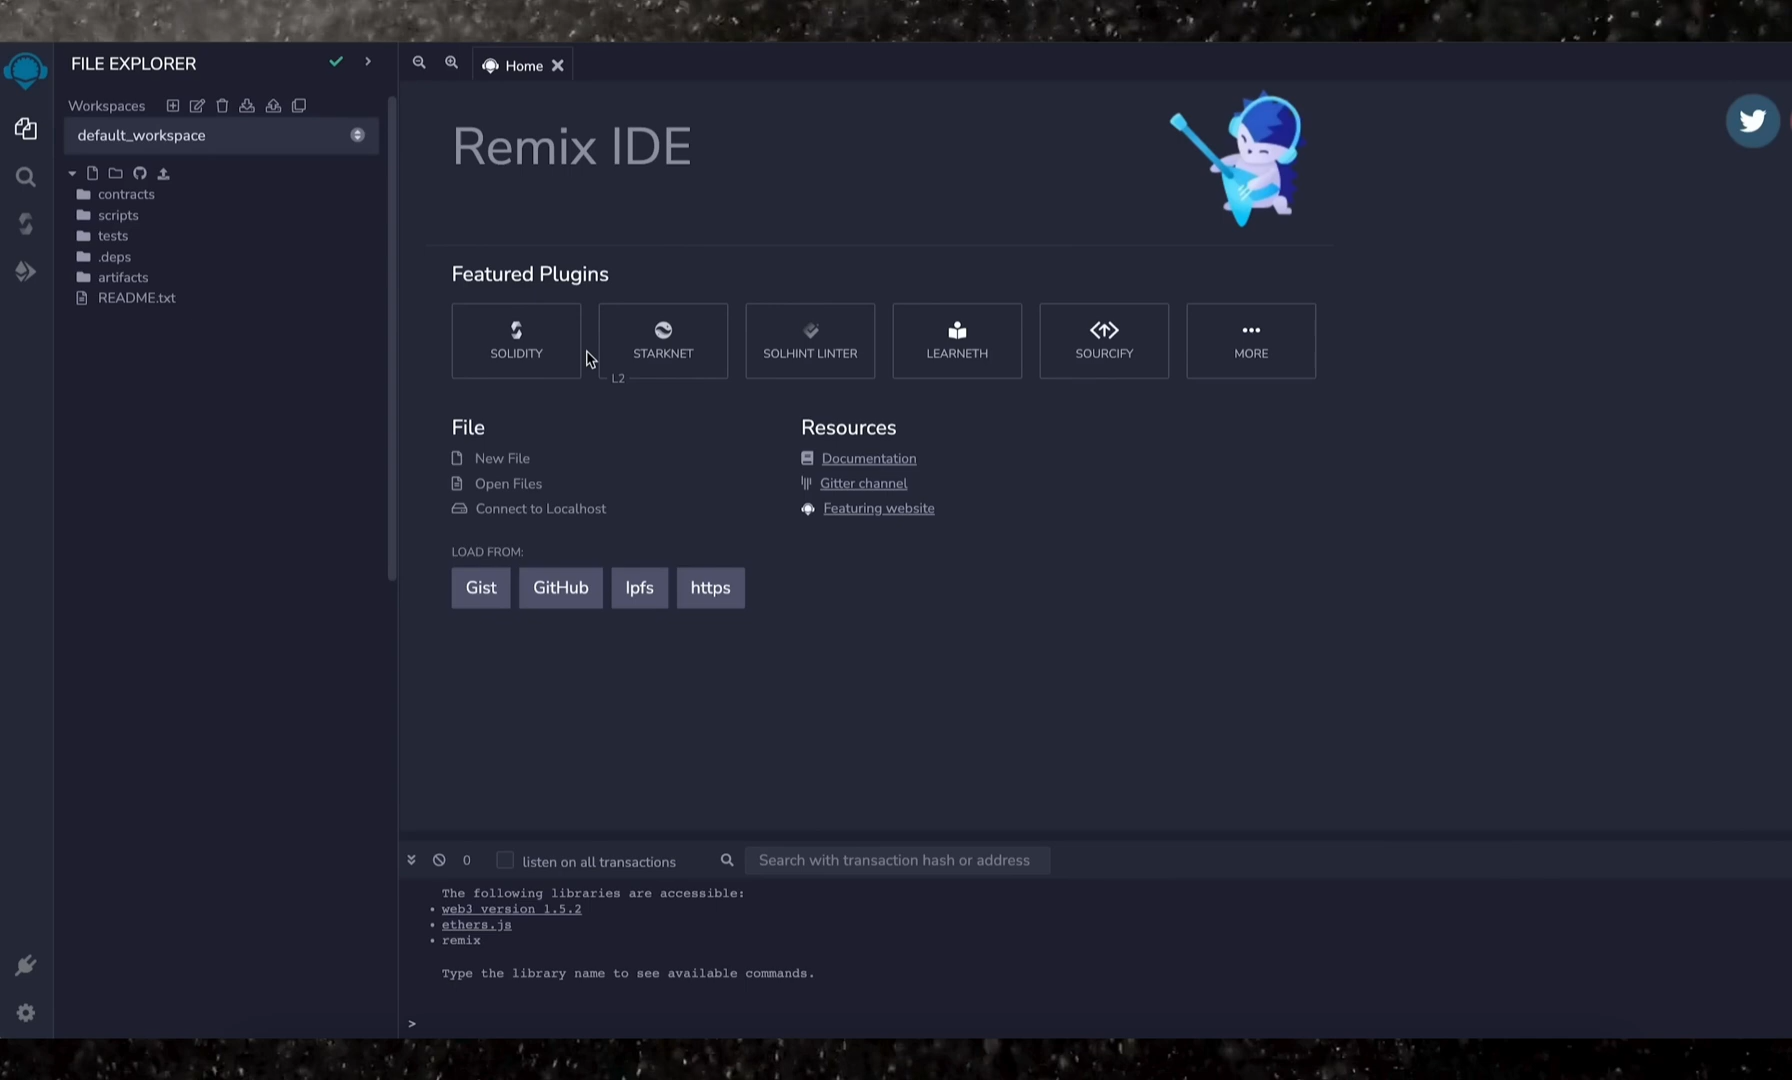 FILE EXPLORER
Workspaces
default_workspace
contracts
scripts
tests
.deps
artifacts
README.txt
Home
Remix IDE
Featured Plugins
SOLIDITY
STARKNET
L2
SOLHINT LINTER
LEARNETH
SOURCIFY
MORE
File
New File
Open Files
Connect to Localhost
Resources
Documentation
Gitter channel
Featuring website
LOAD FROM:
Gist
GitHub
Ipfs
https
0
listen on all transactions
Search with transaction hash or address
The following libraries are accessible:
web3 version 1.5.2
ethers.js
remix
Type the library name to see available commands.
>